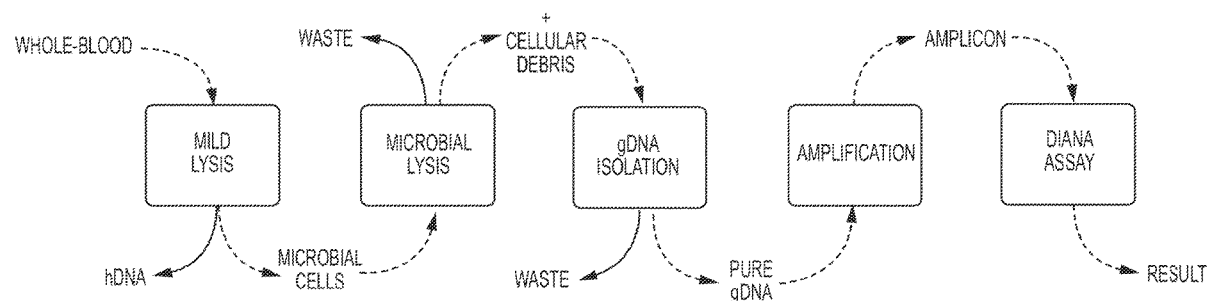 WHOLE-BLOOD
MILD
LYSIS
hDNA
MICROBIAL
CELLS
WASTE
MICROBIAL
LYSIS
+
CELLULAR
DEBRIS
gDNA
ISOLATION
WASTE
PURE
gDNA
AMPLIFICATION
AMPLICON
DIANA
ASSAY
RESULT